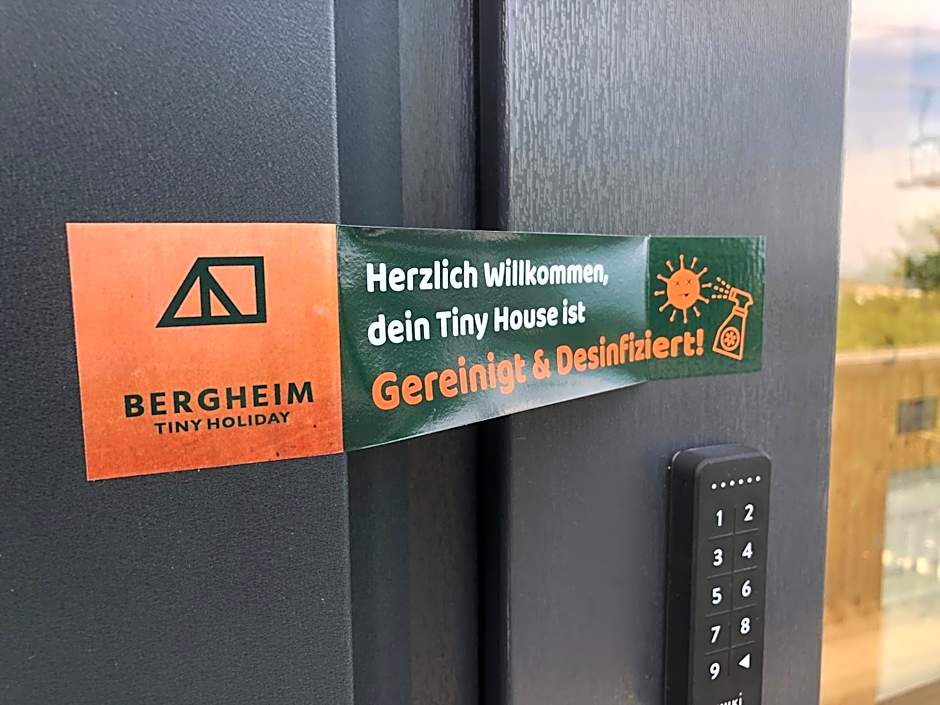 BERGHEIM
TINY HOLIDAY
Herzlich Willkommen,
dein Tiny House ist
Gereinigt & Desinfiziert!
1 2
3 4
5 6
7 8
9